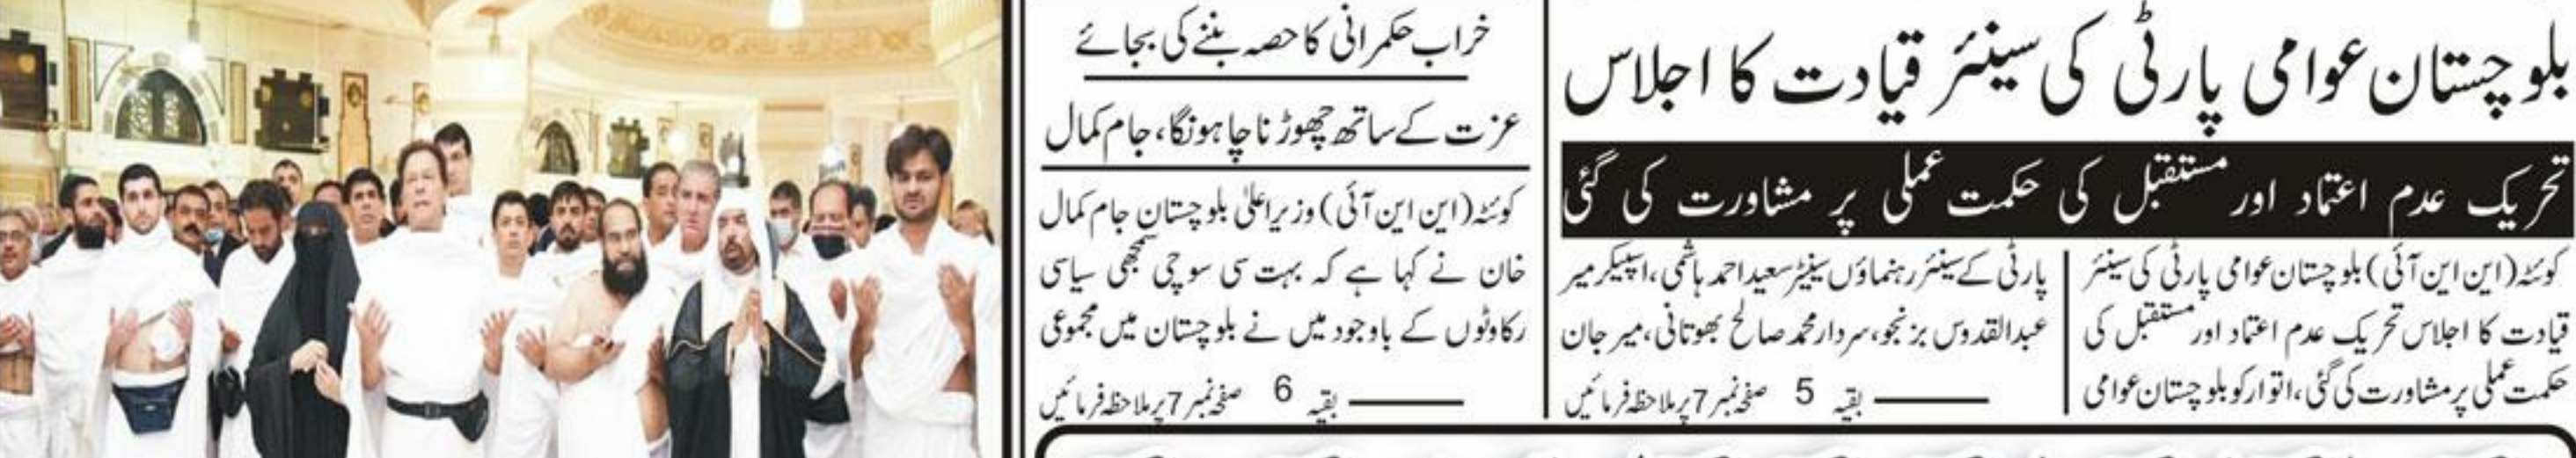 بلوچستان عوامی پارٹی کی سینئر قیادت کا اجلاس
تحریک عدم اعتماد اور مستقبل کی حکمت عملی پر مشاورت کی گئی
کوئٹہ (این این آئی) بلوچستان عوامی پارٹی کی سینئر
قیادت کا اجلاس تحریک عدم اعتماد اور مستقبل کی
حکمت عملی پر مشاورت کی گئی، اتوار کو بلوچستان عوامی
پارٹی کے سینئر رہنماؤں سینیٹر سعید احمد ہاشمی، اسپیکر میر
عبدالقدوس بزنجو، سردار محمد صالح بھوتانی، میر جان
بقیہ 5 صفحہ نمبر 7 پر ملاحظہ فرمائیں
خراب حکمرانی کا حصہ بننے کی بجائے
عزت کے ساتھ چھوڑنا چاہونگا، جام کمال
کوئٹہ (این این آئی) وزیراعلیٰ بلوچستان جام کمال
خان نے کہا ہے کہ بہت سی سوچی سمجھی سیاسی
رکاوٹوں کے باوجود میں نے بلوچستان میں مجموعی
بقیہ 6 صفحہ نمبر 7 پر ملاحظہ فرمائیں